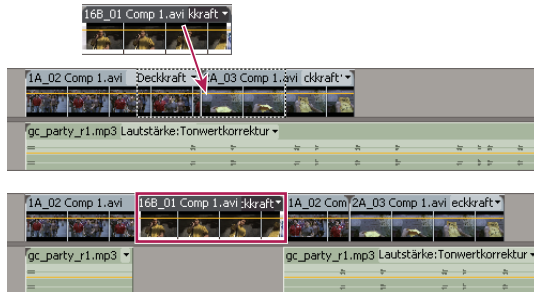 16B_01 Comp 1.avi kkraft
1A_02 Comp 1.avi Deckkraft 2A_03 Comp 1.avi ckkraft
gc_party_r1.mp3 Lautstärke:Tonwertkorrektur
1A_02 Comp 1.avi 16B_01 Comp 1.avi kkraft 1A_02 Com 2A_03 Comp 1.avi eckkraft
gc_party_r1.mp3 gc_party_r1.mp3 Lautstärke:Tonwertkorrektur